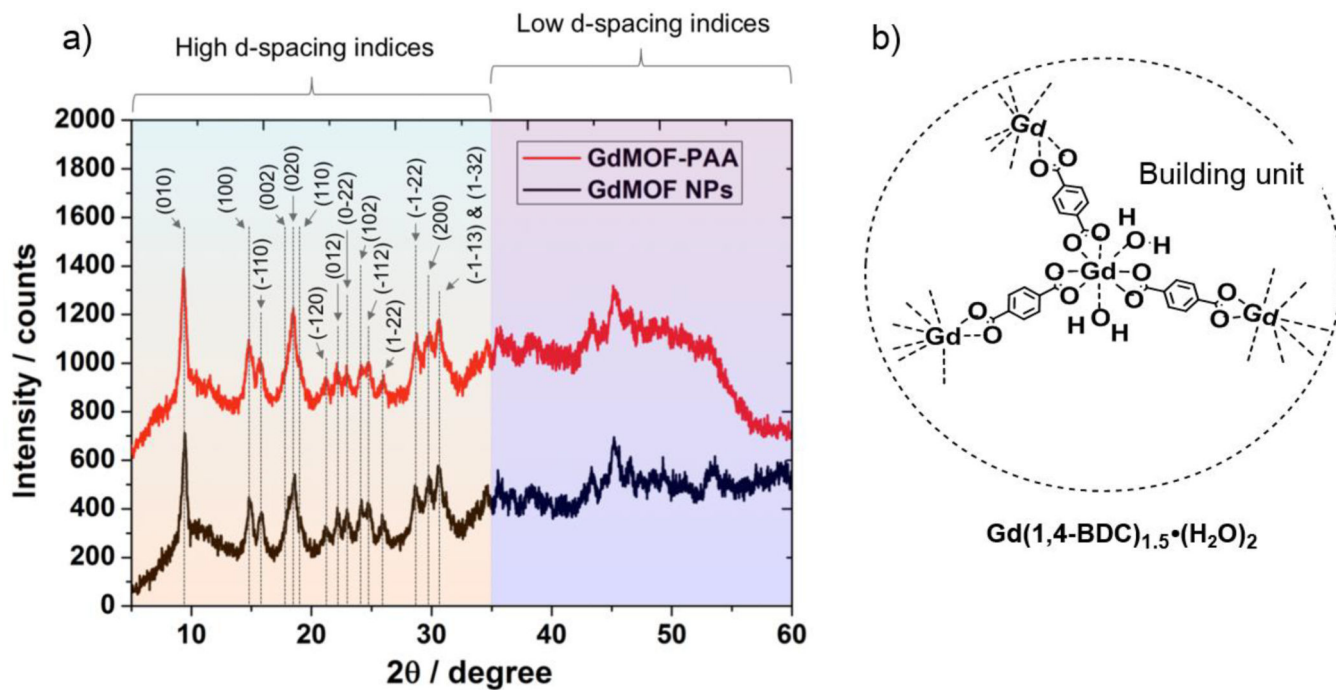 a)
High d-spacing indices
Low d-spacing indices
b)
2000
1800
1600
1400
1200
1000
800
600
400
200
0
Intensity / counts
GdMOF-PAA
GdMOF NPs
(010)
(100)
(-110)
(002)
(020)
(110)
(-120)
(012)
(0-22)
(102)
(-112)
(1-22)
(-1-22)
(200)
(-1-13) & (1-32)
10
20
30
40
50
60
2θ / degree
Gd
O
O
Building unit
H
O
O
O
H
O
Gd
O
O
O
O
O
O
Gd
O
O
H
O
H
Gd
Gd(1,4-BDC)₁.₅•(H₂O)₂